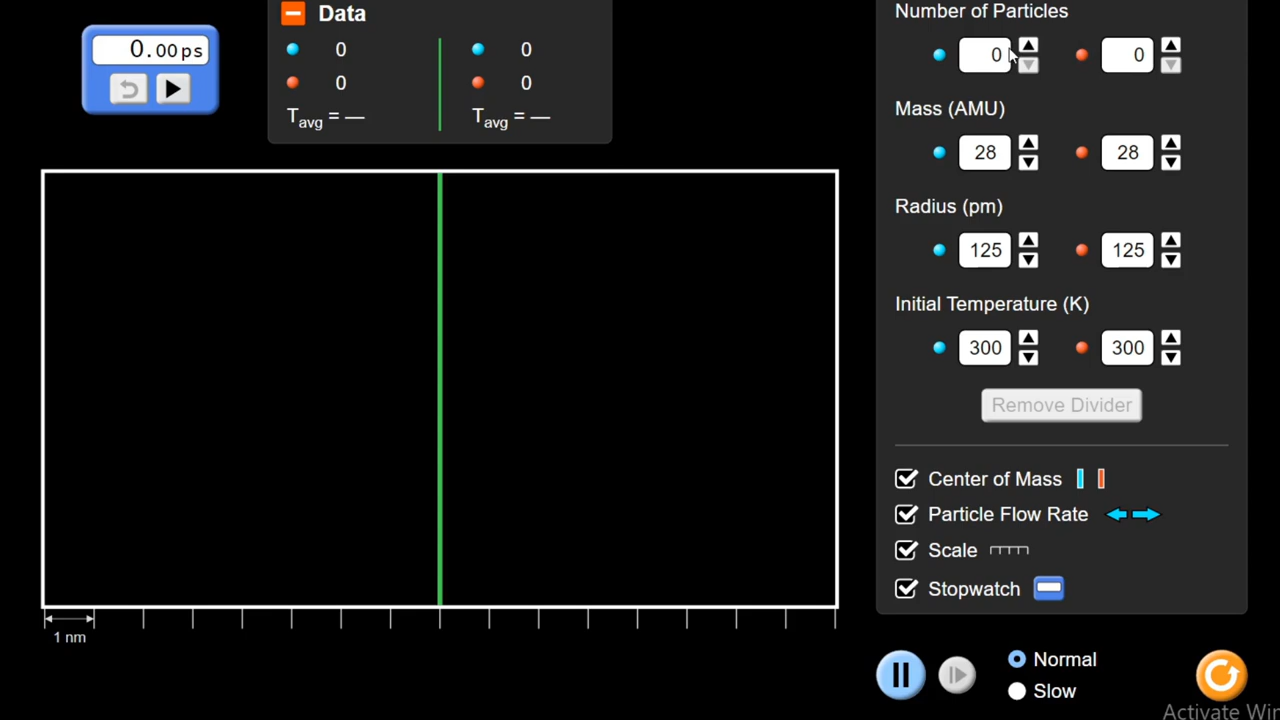 0.00ps
Data
0 0
0 0
Tavg = — Tavg = —
1 nm
Number of Particles
0 0
Mass (AMU)
28 28
Radius (pm)
125 125
Initial Temperature (K)
300 300
Remove Divider
Center of Mass
Particle Flow Rate
Scale
Stopwatch
Normal
Slow
Activate Win